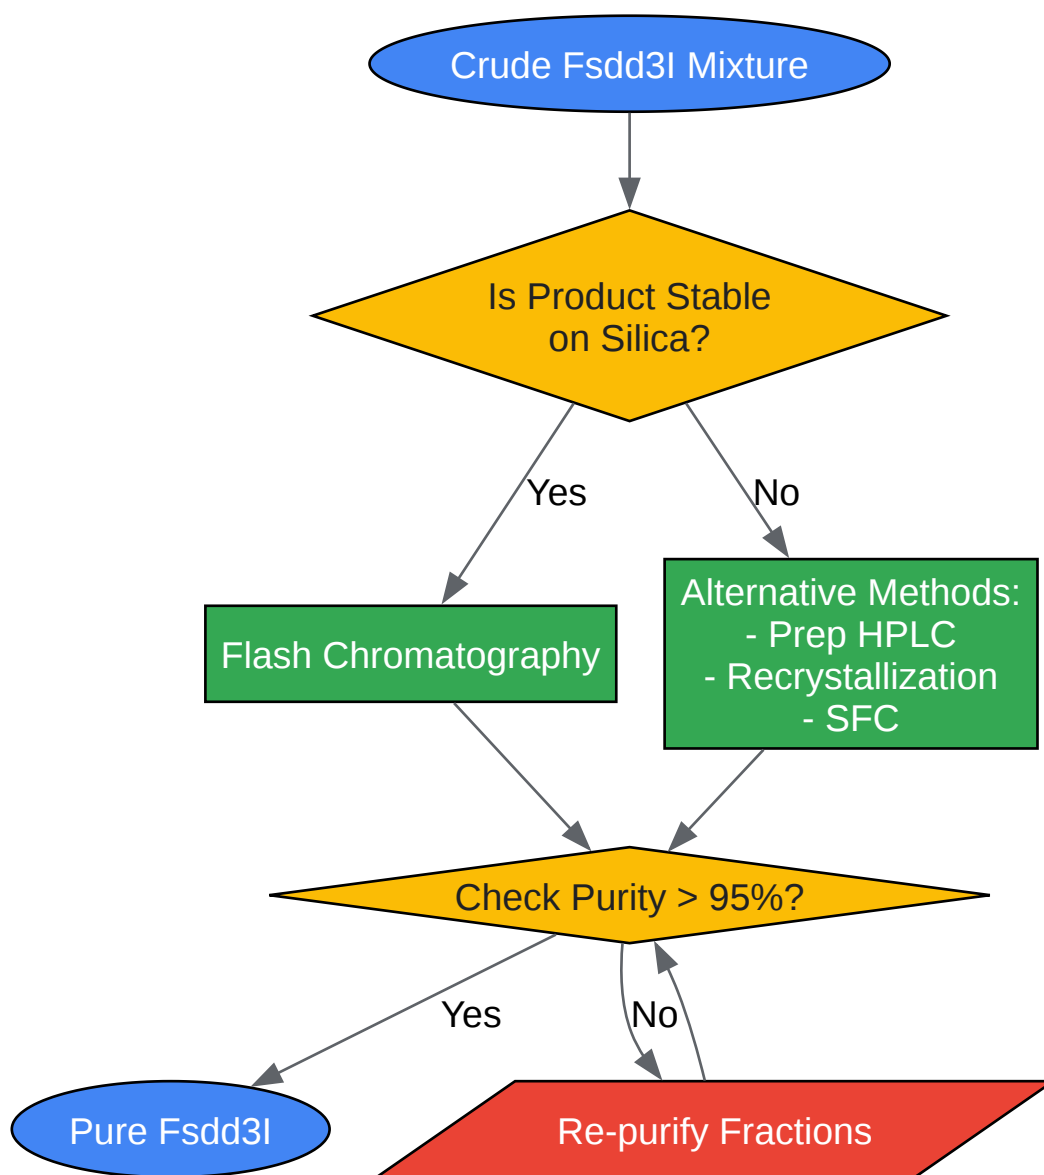 Crude Fsdd3I Mixture
Is Product Stable
on Silica?
Yes
No
Flash Chromatography
Alternative Methods:
- Prep HPLC
- Recrystallization
- SFC
Check Purity > 95%?
Yes
No
Pure Fsdd3I
Re-purify Fractions